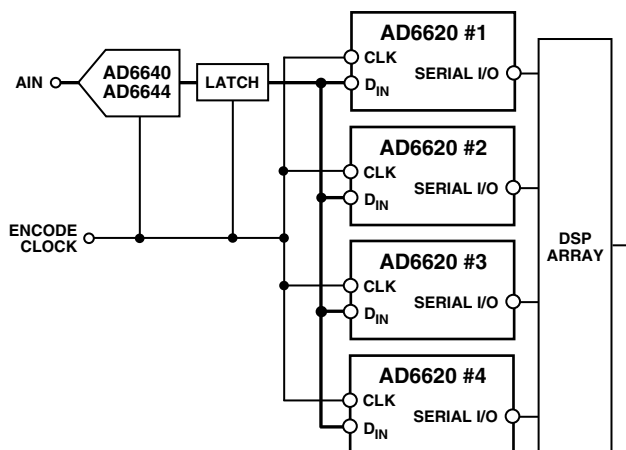 AD6620 #1
CLK
SERIAL I/O
DIN
AIN
AD6640
AD6644
LATCH
AD6620 #2
CLK
SERIAL I/O
DIN
ENCODE
CLOCK
DSP
ARRAY
AD6620 #3
CLK
SERIAL I/O
DIN
AD6620 #4
CLK
SERIAL I/O
DIN